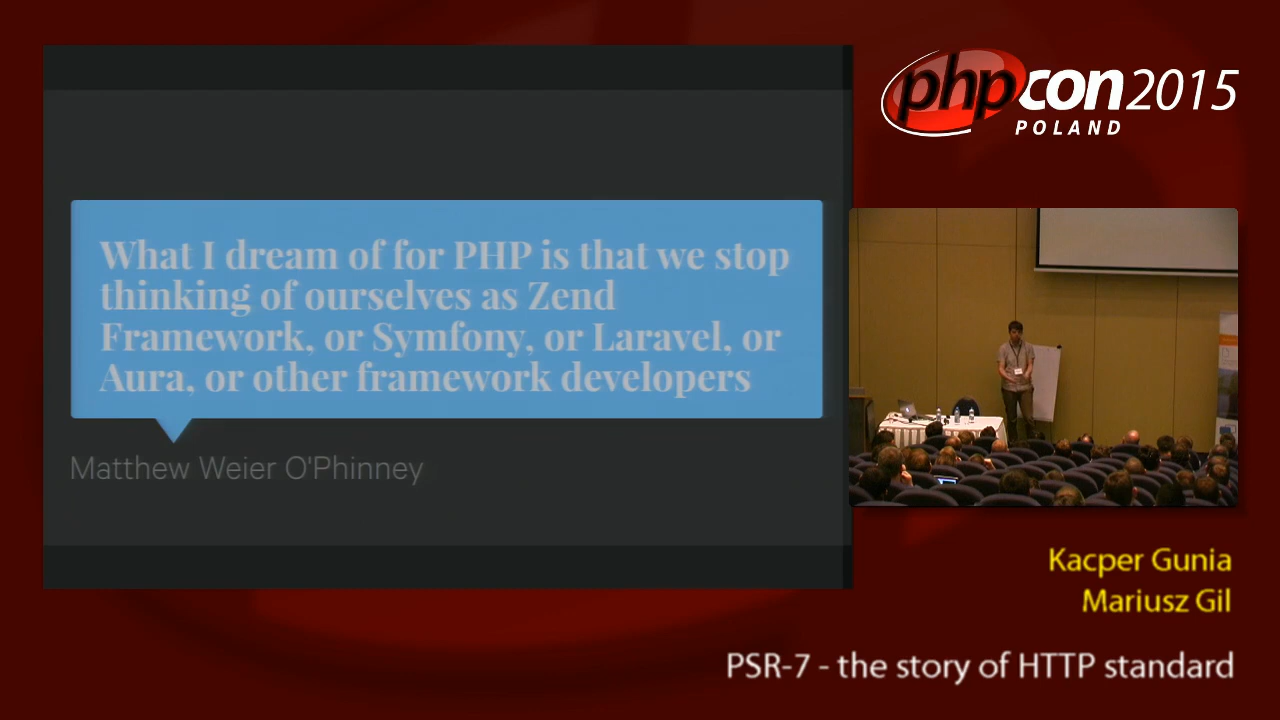 phpcon2015
POLAND
What I dream of for PHP is that we stop
thinking of ourselves as Zend
Framework, or Symfony, or Laravel, or
Aura, or other framework developers
Matthew Weier O'Phinney
Kacper Gunia
Mariusz Gil
PSR-7 - the story of HTTP standard